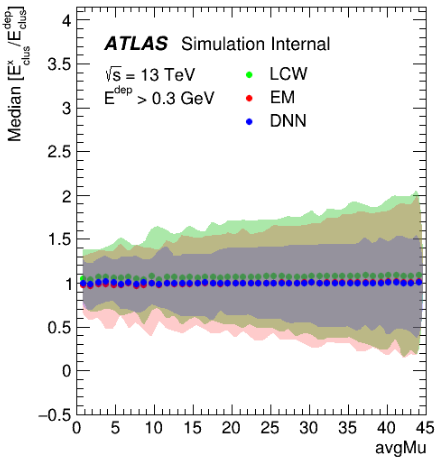 Median [E^x_clus/E^dep_clus]
4
3.5
3
2.5
2
1.5
1
0.5
0
−0.5
ATLAS Simulation Internal
√s = 13 TeV
E^dep > 0.3 GeV
LCW
EM
DNN
0 5 10 15 20 25 30 35 40 45
avgMu